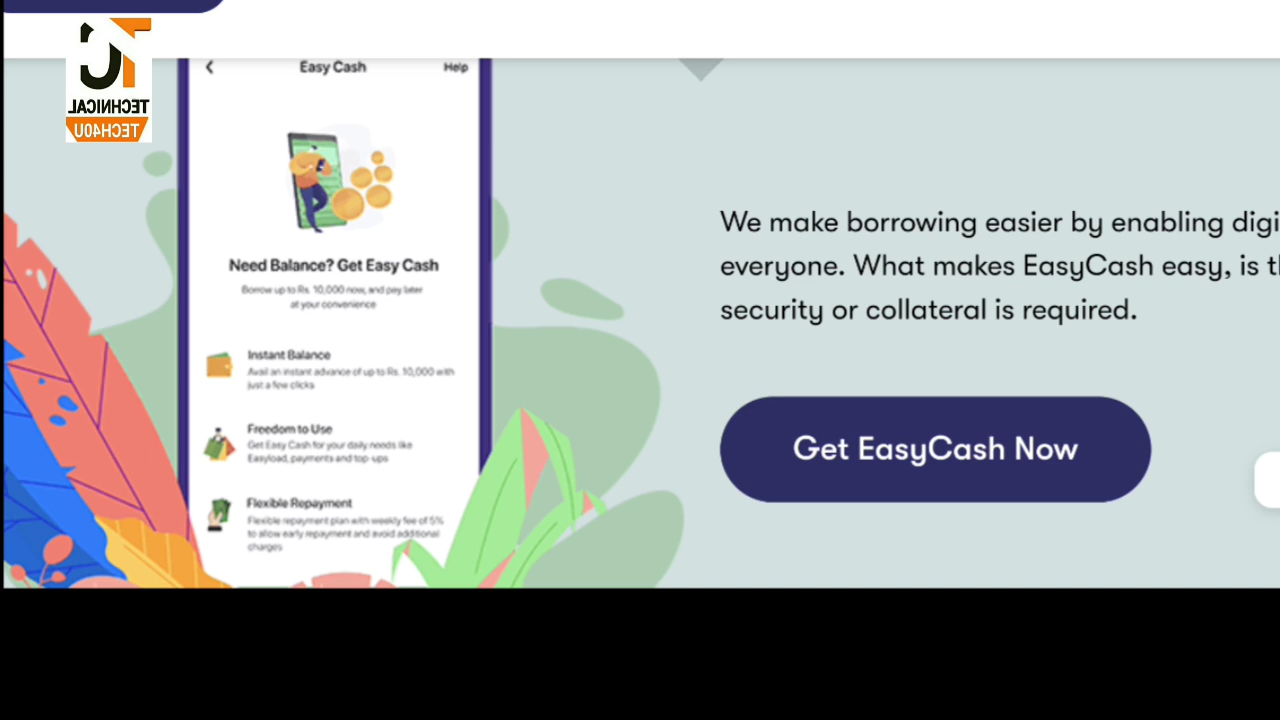 TECHNICAL
TECH40U
Easy Cash
Help
Need Balance? Get Easy Cash
Borrow up to Rs. 10,000 now, and pay later
at your convenience
Instant Balance
Avail an instant advance of up to Rs. 10,000 with
just a few clicks
Freedom to Use
Get Easy Cash for your daily needs like
Easyload, payments and top-ups
Flexible Repayment
Flexible repayment plan with weekly fee of 5%
to allow early repayment and avoid additional
charges
We make borrowing easier by enabling digi
everyone. What makes EasyCash easy, is th
security or collateral is required.
Get EasyCash Now